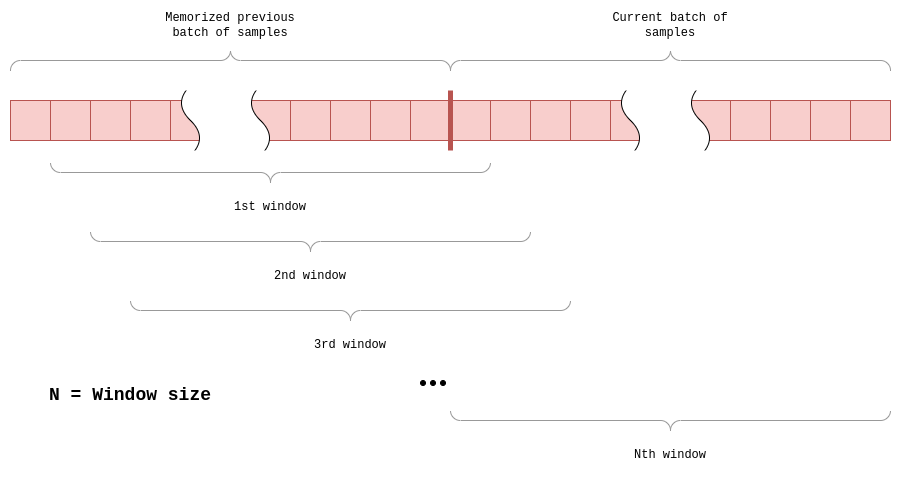 Memorized previous
batch of samples
Current batch of
samples
1st window
2nd window
3rd window
N = Window size
Nth window